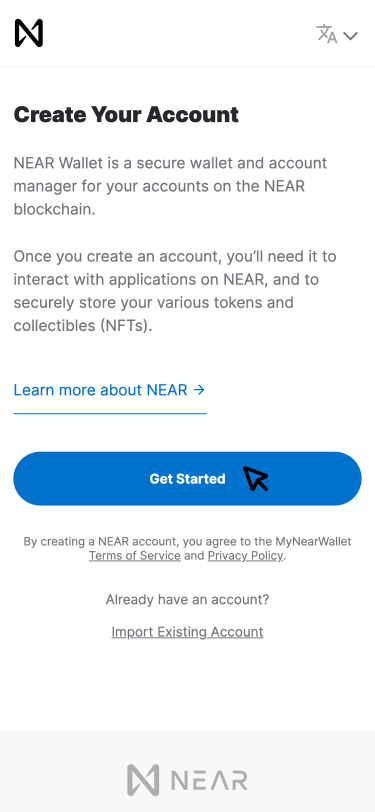 Create Your Account
NEAR Wallet is a secure wallet and account
manager for your accounts on the NEAR
blockchain.
Once you create an account, you’ll need it to
interact with applications on NEAR, and to
securely store your various tokens and
collectibles (NFTs).
Learn more about NEAR →
Get Started
By creating a NEAR account, you agree to the MyNearWallet
Terms of Service and Privacy Policy.
Already have an account?
Import Existing Account
NEAR